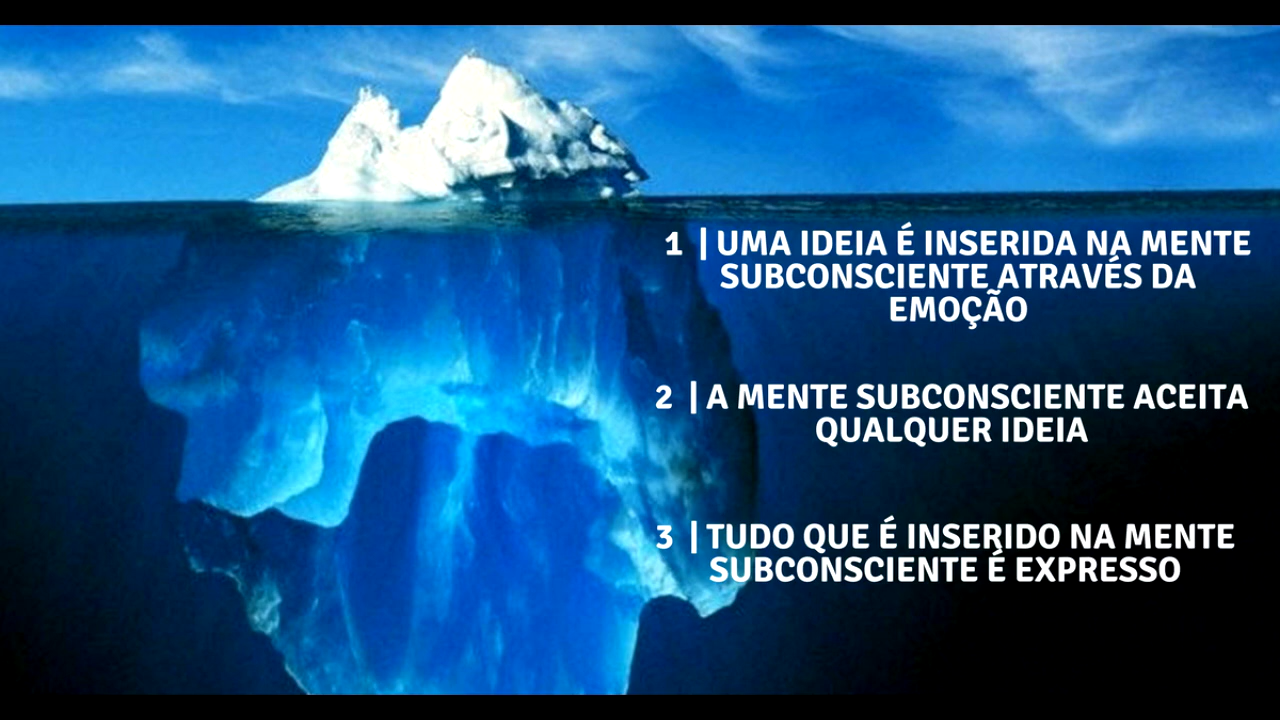 1 | UMA IDEIA É INSERIDA NA MENTE
SUBCONSCIENTE ATRAVÉS DA
EMOÇÃO
2 | A MENTE SUBCONSCIENTE ACEITA
QUALQUER IDEIA
3 | TUDO QUE É INSERIDO NA MENTE
SUBCONSCIENTE É EXPRESSO